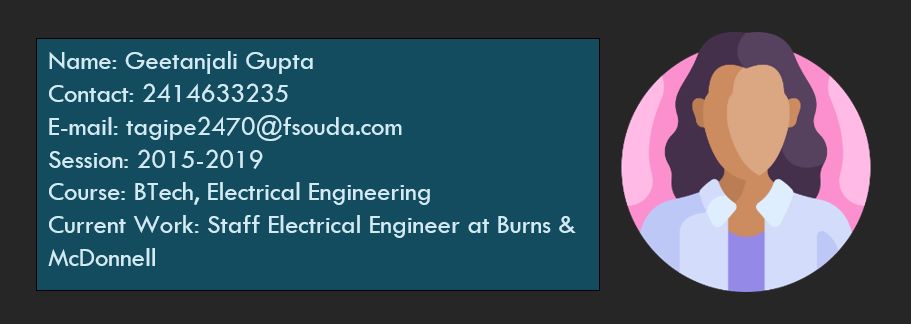 Name: Geetanjali Gupta
Contact: 2414633235
E-mail: tagipe2470@fsouda.com
Session: 2015-2019
Course: BTech, Electrical Engineering
Current Work: Staff Electrical Engineer at Burns &
McDonnell